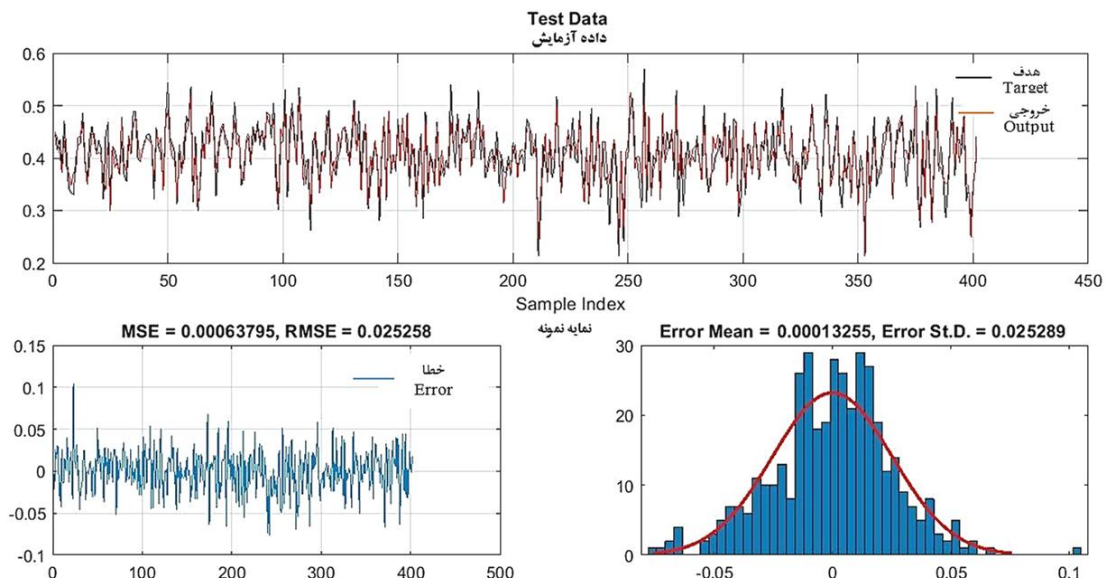 Test Data
داده آزمایش
0.6
0.5
0.4
0.3
0.2
هدف
Target
خروجی
Output
0 50 100 150 200 250 300 350 400 450
Sample Index
نمایه نمونه
MSE = 0.00063795, RMSE = 0.025258
0.15
0.1
0.05
0
-0.05
-0.1
خطا
Error
0 100 200 300 400 500
Error Mean = 0.00013255, Error St.D. = 0.025289
30
20
10
0
-0.05 0 0.05 0.1